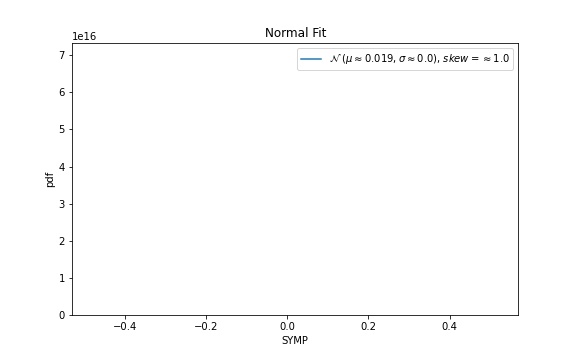 Normal Fit
1e16
7
6
5
4
3
2
1
0
pdf
𝒩 (μ ≈ 0.019, σ ≈ 0.0), skew = ≈ 1.0
−0.4 −0.2 0.0 0.2 0.4
SYMP